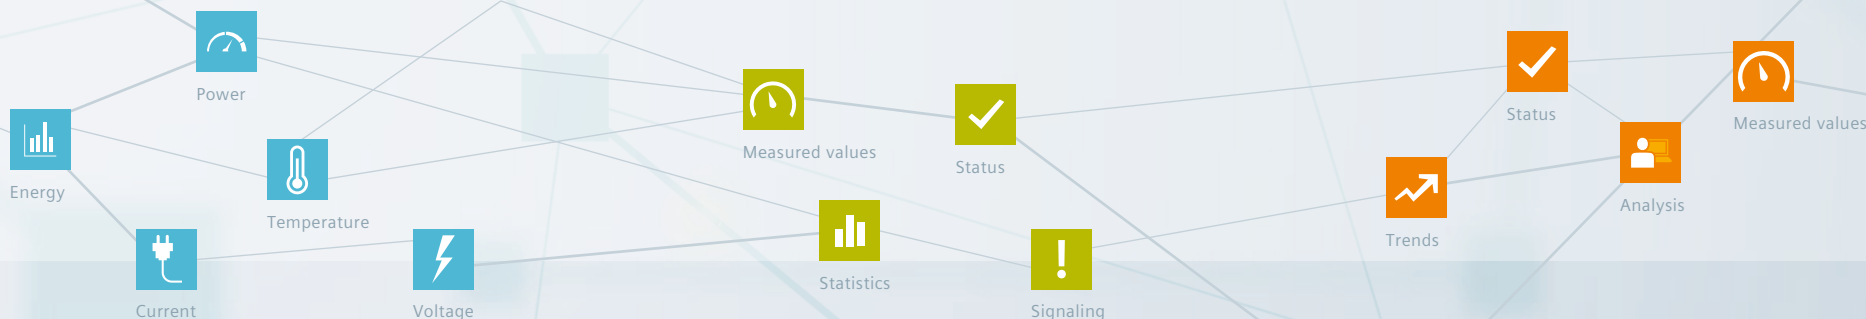 Power
Energy
Temperature
Current
Voltage
Measured values
Status
Statistics
Signaling
Status
Measured values
Analysis
Trends